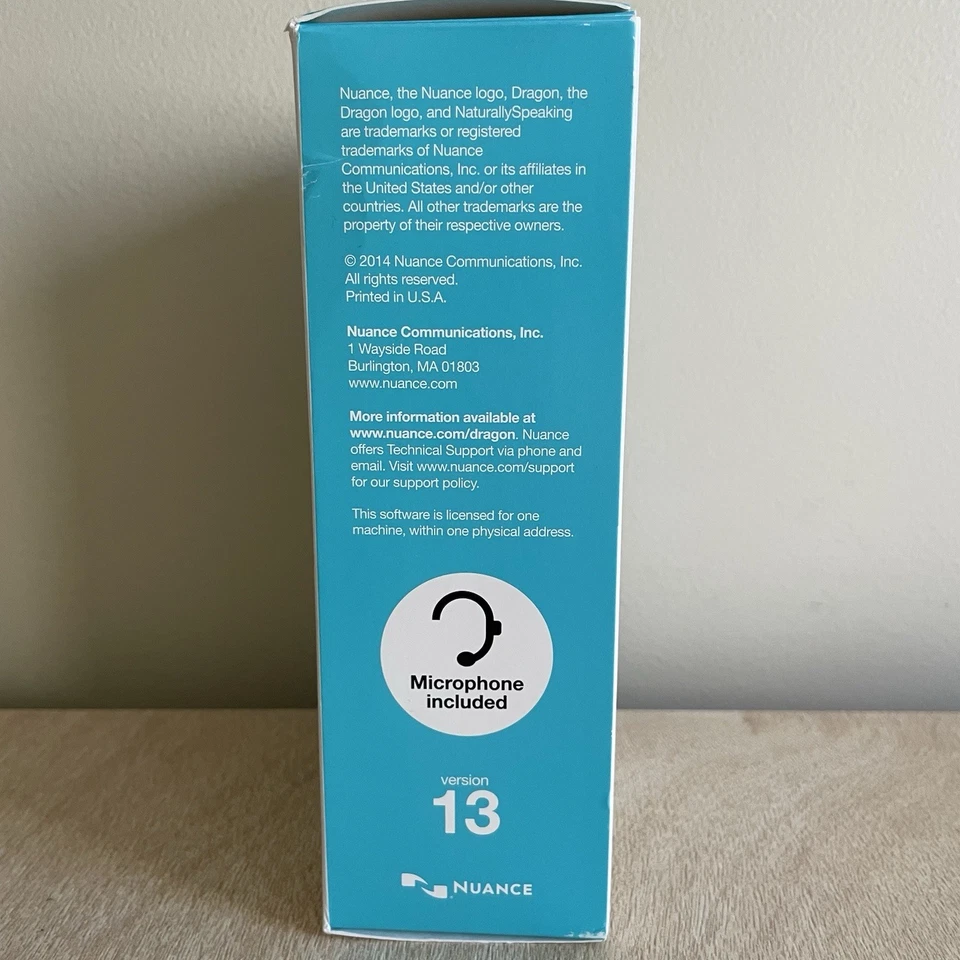 Nuance, the Nuance logo, Dragon, the
Dragon logo, and NaturallySpeaking
are trademarks or registered
trademarks of Nuance
Communications, Inc. or its affiliates in
the United States and/or other
countries. All other trademarks are the
property of their respective owners.
© 2014 Nuance Communications, Inc.
All rights reserved.
Printed in U.S.A.
Nuance Communications, Inc.
1 Wayside Road
Burlington, MA 01803
www.nuance.com
More information available at
www.nuance.com/dragon. Nuance
offers Technical Support via phone and
email. Visit www.nuance.com/support
for our support policy.
This software is licensed for one
machine, within one physical address.
Microphone
included
version
13
NUANCE